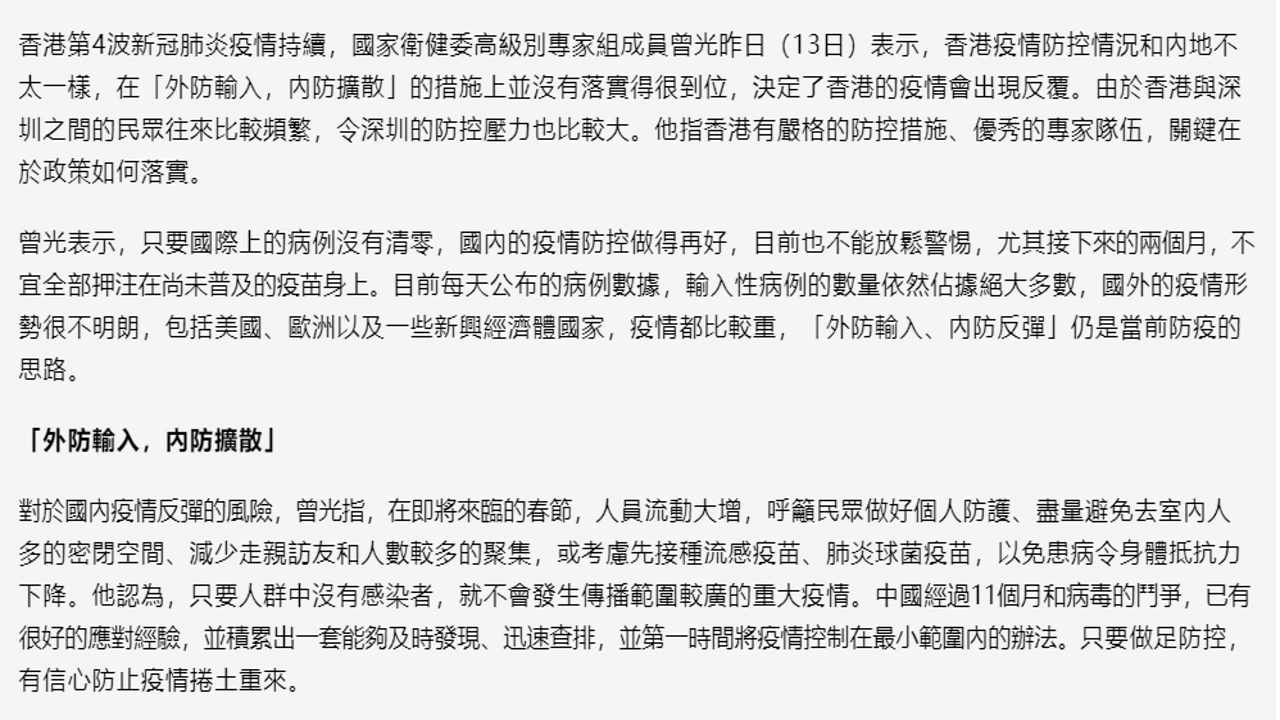 香港第4波新冠肺炎疫情持續，國家衛健委高級別專家組成員曾光昨日（13日）表示，香港疫情防控情況和內地不
太一樣，在「外防輸入，內防擴散」的措施上並沒有落實得很到位，決定了香港的疫情會出現反覆。由於香港與深
圳之間的民眾往來比較頻繁，令深圳的防控壓力也比較大。他指香港有嚴格的防控措施、優秀的專家隊伍，關鍵在
於政策如何落實。
曾光表示，只要國際上的病例沒有清零，國內的疫情防控做得再好，目前也不能放鬆警惕，尤其接下來的兩個月，不
宜全部押注在尚未普及的疫苗身上。目前每天公布的病例數據，輸入性病例的數量依然佔據絕大多數，國外的疫情形
勢很不明朗，包括美國、歐洲以及一些新興經濟體國家，疫情都比較重，「外防輸入、內防反彈」仍是當前防疫的
思路。
「外防輸入，內防擴散」
對於國內疫情反彈的風險，曾光指，在即將來臨的春節，人員流動大增，呼籲民眾做好個人防護、盡量避免去室內人
多的密閉空間、減少走親訪友和人數較多的聚集，或考慮先接種流感疫苗、肺炎球菌疫苗，以免患病令身體抵抗力
下降。他認為，只要人群中沒有感染者，就不會發生傳播範圍較廣的重大疫情。中國經過11個月和病毒的鬥爭，已有
很好的應對經驗，並積累出一套能夠及時發現、迅速查排，並第一時間將疫情控制在最小範圍內的辦法。只要做足防控，
有信心防止疫情捲土重來。